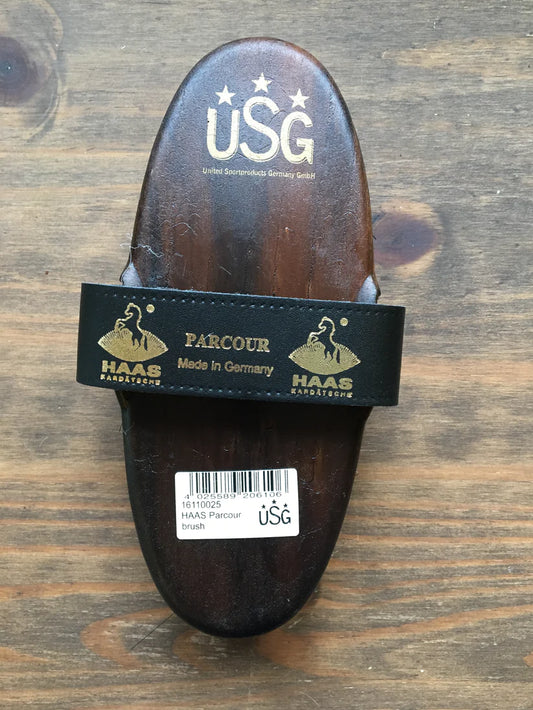 USG
United Sportproducts Germany GmbH
PARCOUR
Made in Germany
HAAS
KARDÄTSCHE
®
HAAS
KARDÄTSCHE
®
4 025589 206106
16110025
HAAS Parcour
brush
USG